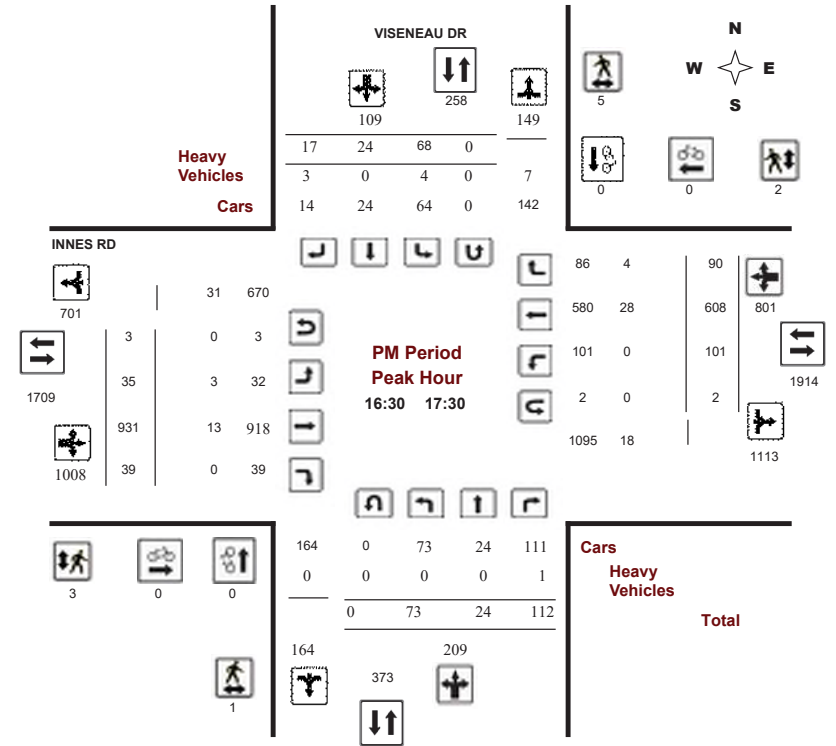 VISENEAU DR
N
W E
S
258
5
109
149
17 24 68 0
Heavy
Vehicles
3 0 4 0 7
0 0 2
Cars
14 24 64 0 142
INNES RD
701
31 670
86 4 90
801
580 28 608
3 0 3
PM Period
Peak Hour
16:30 17:30
101 0 101
1914
1709
35 3 32
2 0 2
931 13 918
1095 18
1113
1008
39 0 39
164 0 73 24 111
Cars
0 0 0 0 1
Heavy
Vehicles
3 0 0
0 73 24 112
Total
164
209
373
1